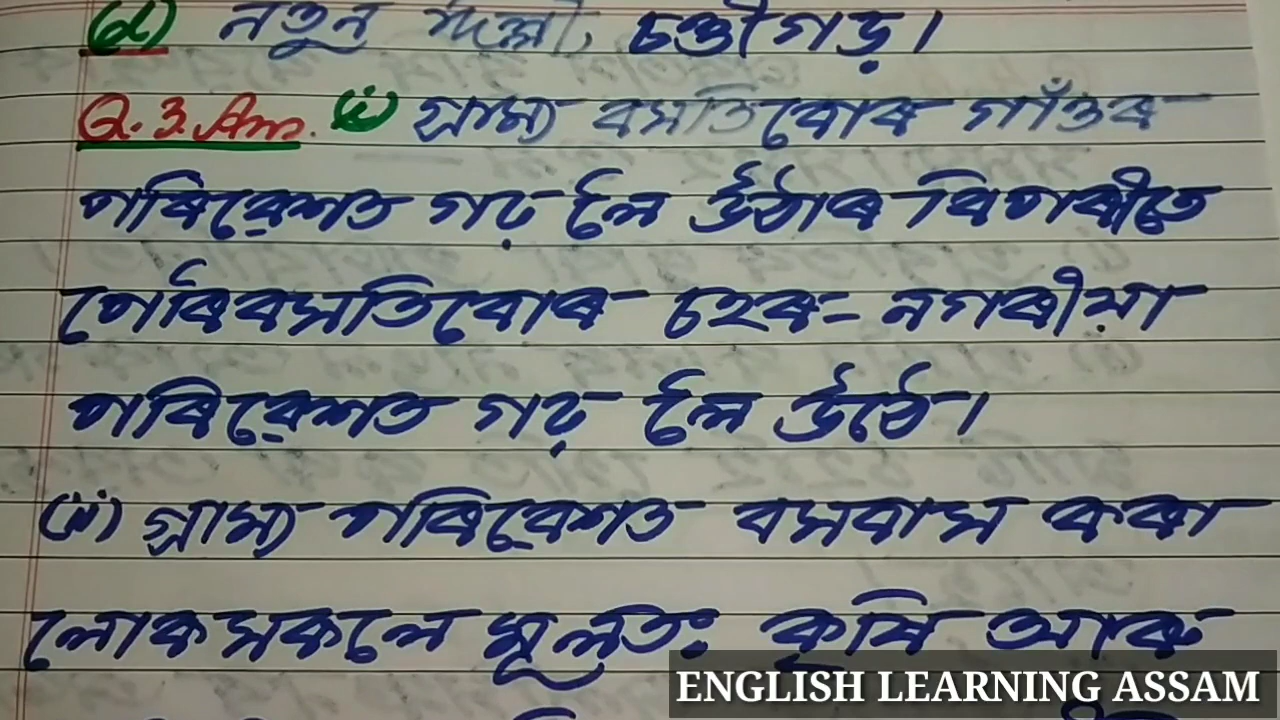 (d) নতুন দিল্লী, চণ্ডীগড়।
Q.3. Ans. (i) গ্ৰাম্য বসতিবোৰ গাঁওৰ
পৰিৱেশত গঢ় লৈ উঠাৰ বিপৰীতে
পৌৰবসতিবোৰ চহৰ-নগৰীয়া
পৰিৱেশত গঢ় লৈ উঠে।
(ii) গ্ৰাম্য পৰিবেশত বসবাস কৰা
লোকসকলে মূলতঃ কৃষি আৰু
ENGLISH LEARNING ASSAM